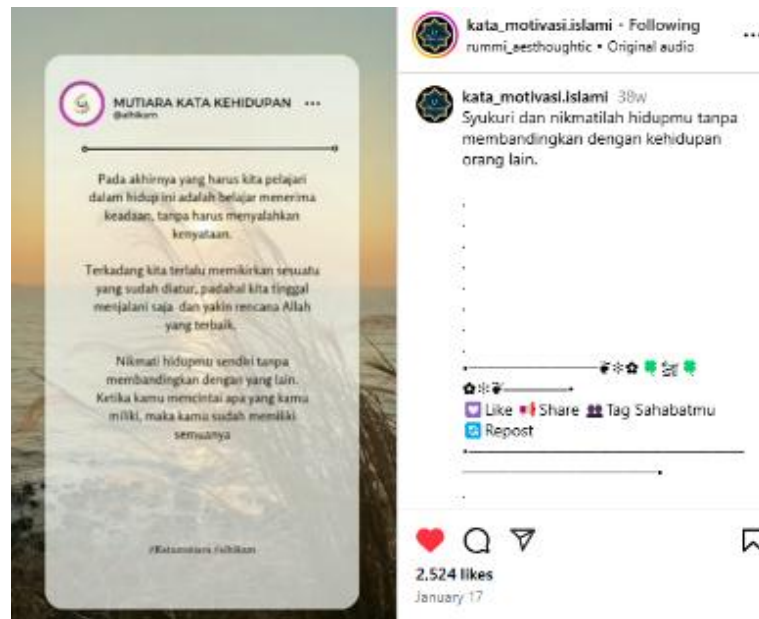 MUTIARA KATA KEHIDUPAN •••
@alhikam
Pada akhirnya yang harus kita pelajari
dalam hidup ini adalah belajar menerima
keadaan, tanpa harus menyalahkan
kenyataan.
Terkadang kita terlalu memikirkan sesuatu
yang sudah diatur, padahal kita tinggal
menjalani saja dan yakin rencana Allah
yang terbaik.
Nikmati hidupmu sendiri tanpa
membandingkan dengan yang lain.
Ketika kamu mencintai apa yang kamu
miliki, maka kamu sudah memiliki
semuanya
#Katamutiara #alhikam
kata_motivasi.islami • Following
rummi_aesthoughtic • Original audio
kata_motivasi.islami 38w
Syukuri dan nikmatilah hidupmu tanpa
membandingkan dengan kehidupan
orang lain.
Like Share Tag Sahabatmu
Repost
2.524 likes
January 17